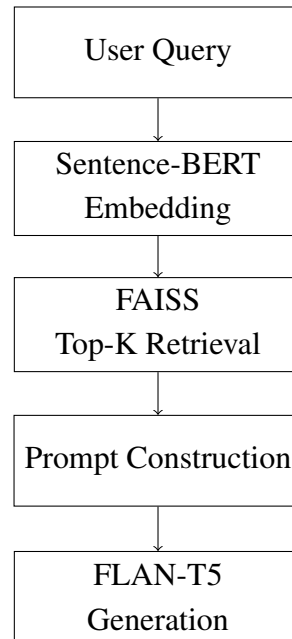 User Query
Sentence-BERT
Embedding
FAISS
Top-K Retrieval
Prompt Construction
FLAN-T5
Generation